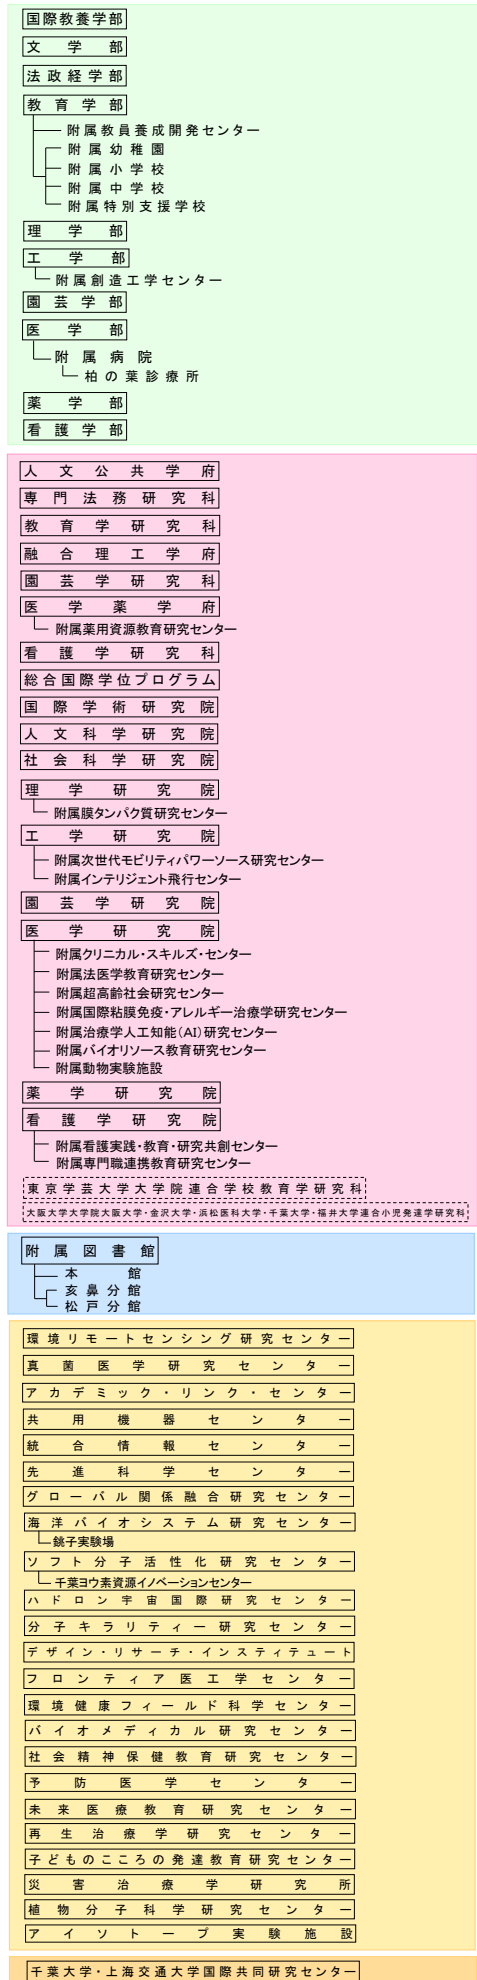 国際教養学部
文学部
法政経学部
教育学部
附属教員養成開発センター
附属幼稚園
附属小学校
附属中学校
附属特別支援学校
理学部
工学部
附属創造工学センター
園芸学部
医学部
附属病院
柏の葉診療所
薬学部
看護学部
人文公共学府
専門法務研究科
教育学研究科
融合理工学府
園芸学研究科
医学薬学府
附属薬用資源教育研究センター
看護学研究科
総合国際学位プログラム
国際学術研究院
人文科学研究院
社会科学研究院
理学研究院
附属膜タンパク質研究センター
工学研究院
附属次世代モビリティパワーソース研究センター
附属インテリジェント飛行センター
園芸学研究院
医学研究院
附属クリニカル・スキルズ・センター
附属法医学教育研究センター
附属超高齢社会研究センター
附属国際粘膜免疫・アレルギー治療学研究センター
附属治療学人工知能(AI)研究センター
附属バイオリソース教育研究センター
附属動物実験施設
薬学研究院
看護学研究院
附属看護実践・教育・研究共創センター
附属専門職連携教育研究センター
東京学芸大学大学院連合学校教育学研究科
大阪大学大学院大阪大学・金沢大学・浜松医科大学・千葉大学・福井大学連合小児発達学研究科
附属図書館
本館
亥鼻分館
松戸分館
環境リモートセンシング研究センター
真菌医学研究センター
アカデミック・リンク・センター
共用機器センター
統合情報センター
先進科学センター
グローバル関係融合研究センター
海洋バイオシステム研究センター
銚子実験場
ソフト分子活性化研究センター
千葉ヨウ素資源イノベーションセンター
ハドロン宇宙国際研究センター
分子キラリティー研究センター
デザイン・リサーチ・インスティテュート
フロンティア医工学センター
環境健康フィールド科学センター
バイオメディカル研究センター
社会精神保健教育研究センター
予防医学センター
未来医療教育研究センター
再生治療学研究センター
子どものこころの発達教育研究センター
災害治療学研究所
植物分子科学研究センター
アイソトープ実験施設
千葉大学・上海交通大学国際共同研究センター